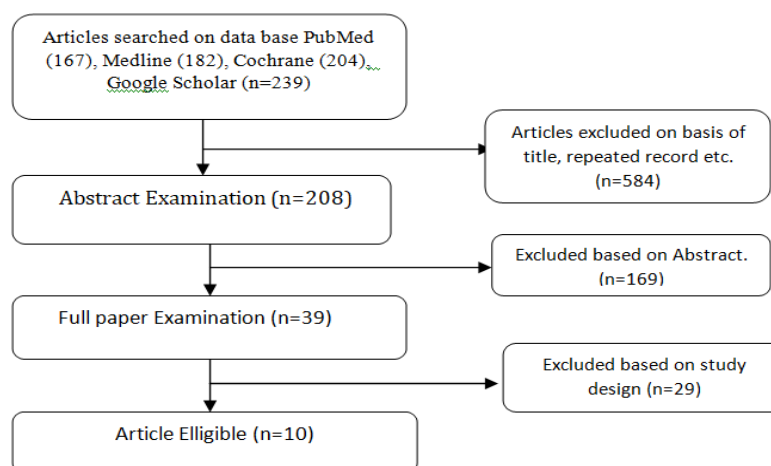 Articles searched on data base PubMed
(167), Medline (182), Cochrane (204),
Google Scholar (n=239)
Articles excluded on basis of
title, repeated record etc.
(n=584)
Abstract Examination (n=208)
Excluded based on Abstract.
(n=169)
Full paper Examination (n=39)
Excluded based on study
design (n=29)
Article Elligible (n=10)